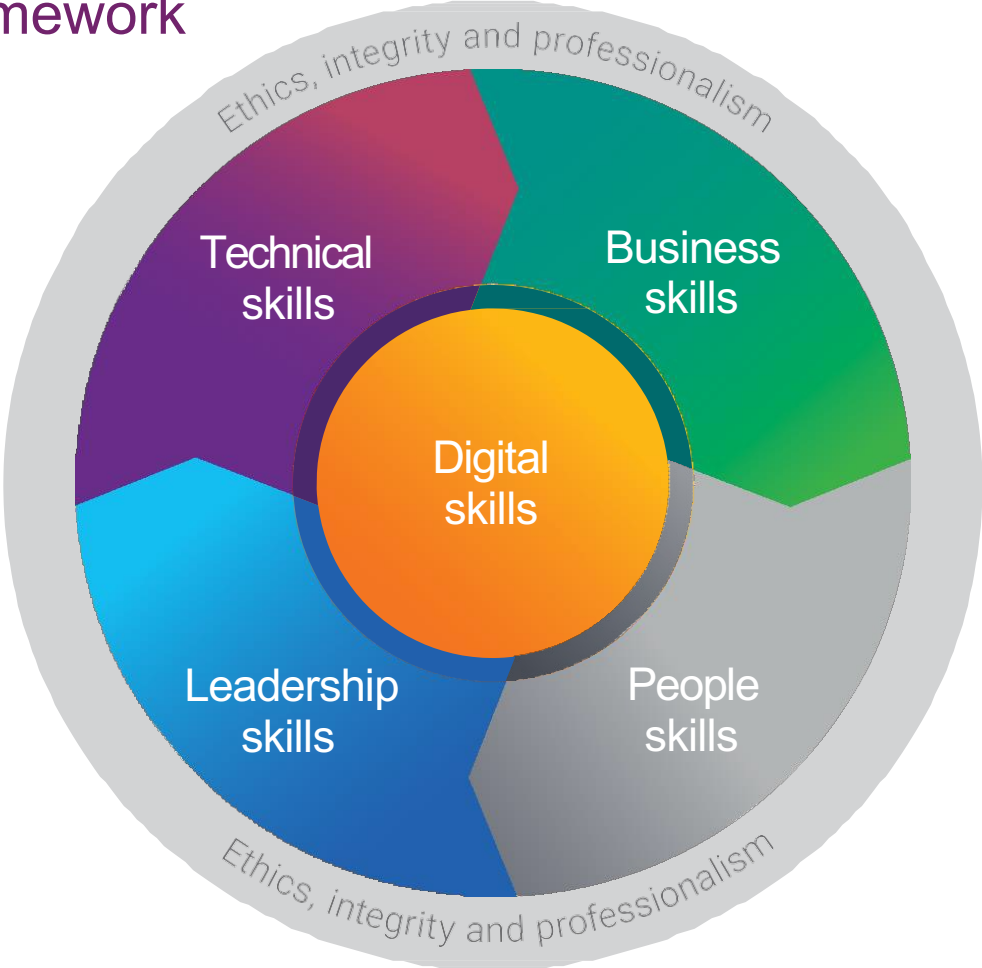 mework
Ethics, integrity and professionalism
Technical
skills
Business
skills
Digital
skills
Leadership
skills
People
skills
Ethics, integrity and professionalism